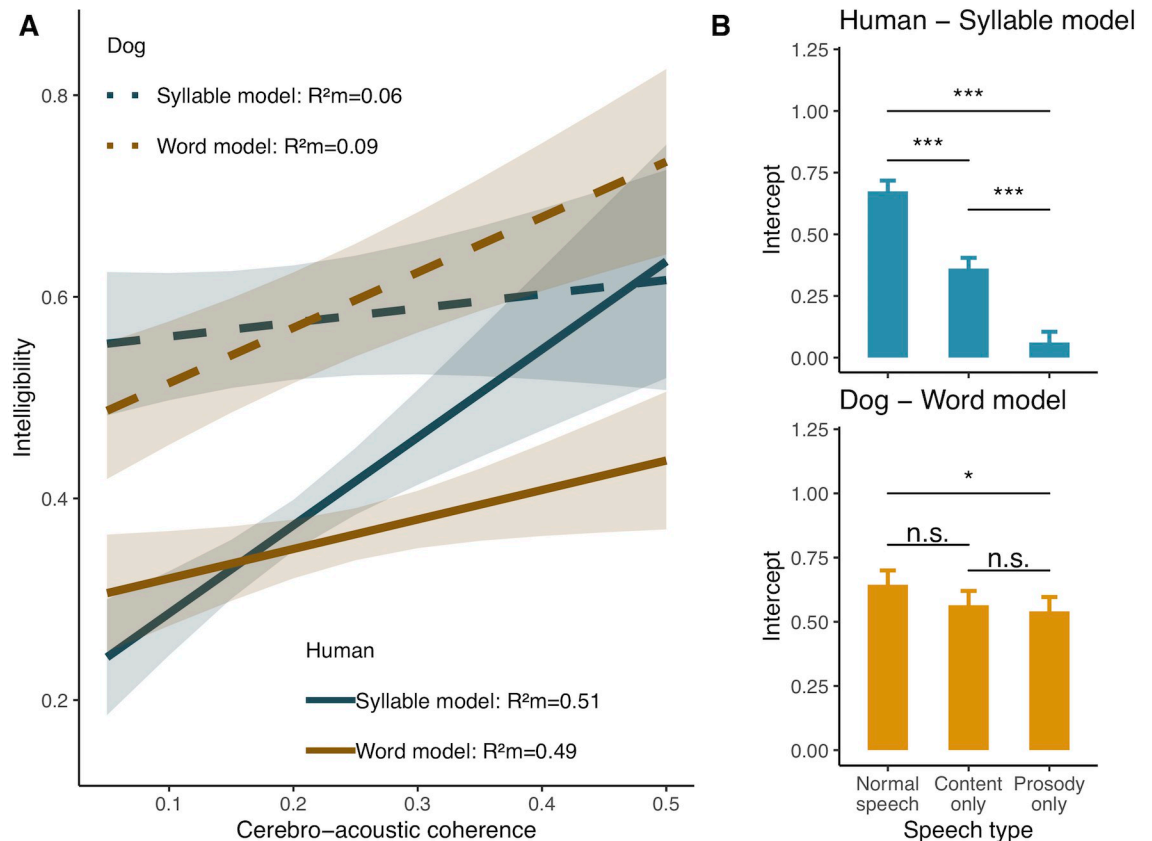 A
Dog
Syllable model: R²m=0.06
Word model: R²m=0.09
Human
Syllable model: R²m=0.51
Word model: R²m=0.49
Intelligibility
0.8
0.6
0.4
0.2
0.1 0.2 0.3 0.4 0.5
Cerebro−acoustic coherence
B
Human − Syllable model
Intercept
1.25
1.00
0.75
0.50
0.25
0.00
***
***
***
Dog − Word model
Intercept
1.25
1.00
0.75
0.50
0.25
0.00
*
n.s.
n.s.
Normal Content Prosody
speech only only
Speech type